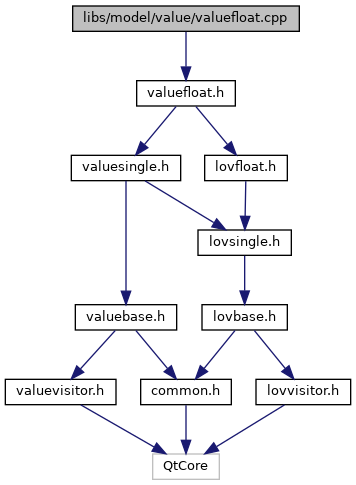 libs/model/value/valuefloat.cpp
valuefloat.h
valuesingle.h
lovfloat.h
lovsingle.h
valuebase.h
lovbase.h
valuevisitor.h
common.h
lovvisitor.h
QtCore